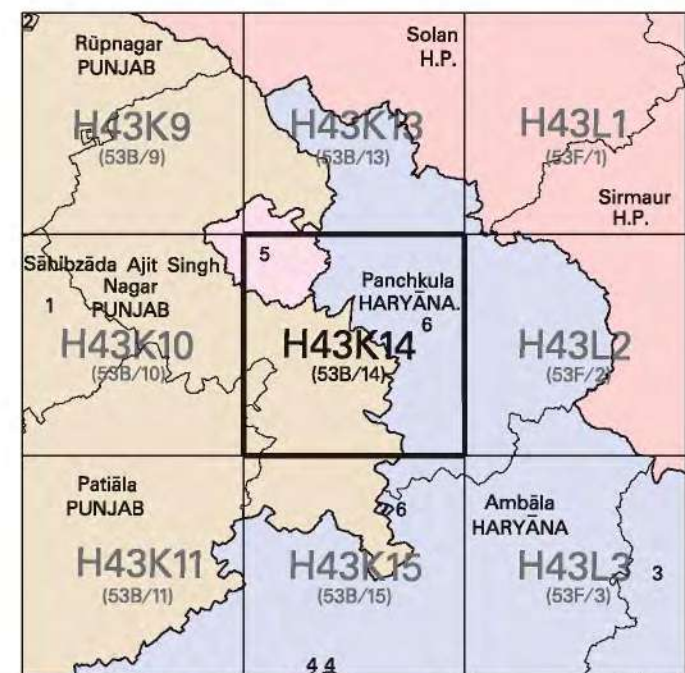 2
Rūpnagar
PUNJAB
Solan
H.P.
H43K9
(53B/9)
H43K13
(53B/13)
H43L1
(53F/1)
Sirmaur
H.P.
5
Sāhibzāda Ajit Singh
Nagar
PUNJAB
1
Panchkula
HARYĀNA.
6
H43K10
(53B/10)
H43K14
(53B/14)
H43L2
(53F/2)
Patiāla
PUNJAB
6
Ambāla
HARYĀNA
H43K11
(53B/11)
H43K15
(53B/15)
H43L3
(53F/3)
3
4 4